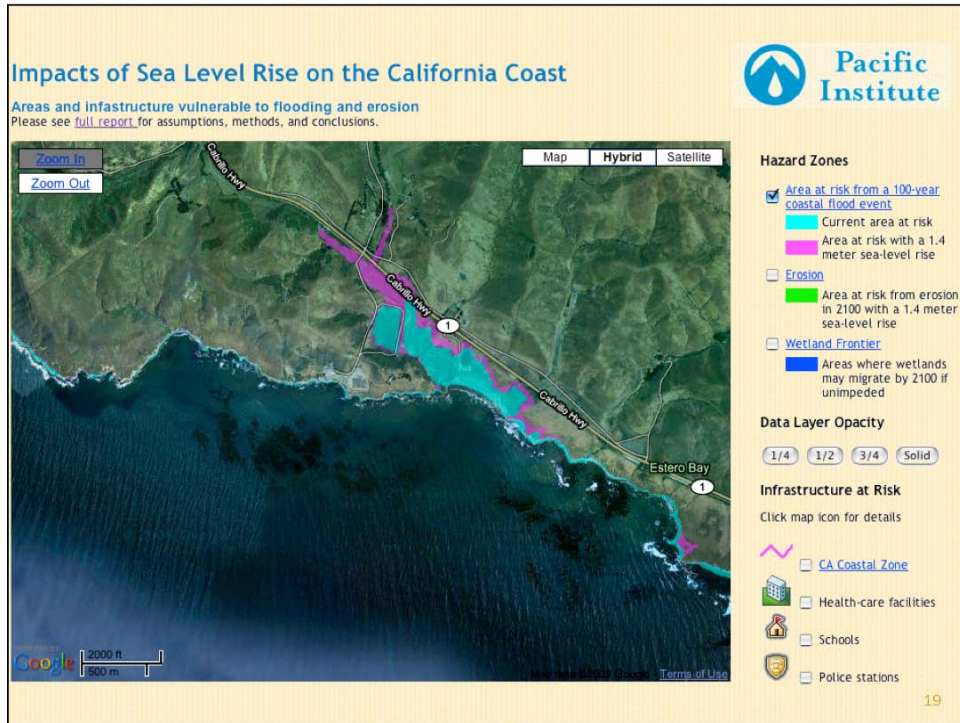 Impacts of Sea Level Rise on the California Coast
Pacific
Institute
Areas and infastructure vulnerable to flooding and erosion
Please see full report for assumptions, methods, and conclusions.
Zoom In
Zoom Out
Map
Hybrid
Satellite
Cabrillo Hwy
Cabrillo Hwy
1
Cabrillo Hwy
Estero Bay
1
Google
2000 ft
500 m
Terms of Use
Hazard Zones
Area at risk from a 100-year
coastal flood event
Current area at risk
Area at risk with a 1.4
meter sea-level rise
Erosion
Area at risk from erosion
in 2100 with a 1.4 meter
sea-level rise
Wetland Frontier
Areas where wetlands
may migrate by 2100 if
unimpeded
Data Layer Opacity
1/4
1/2
3/4
Solid
Infrastructure at Risk
Click map icon for details
CA Coastal Zone
Health-care facilities
Schools
Police stations
19